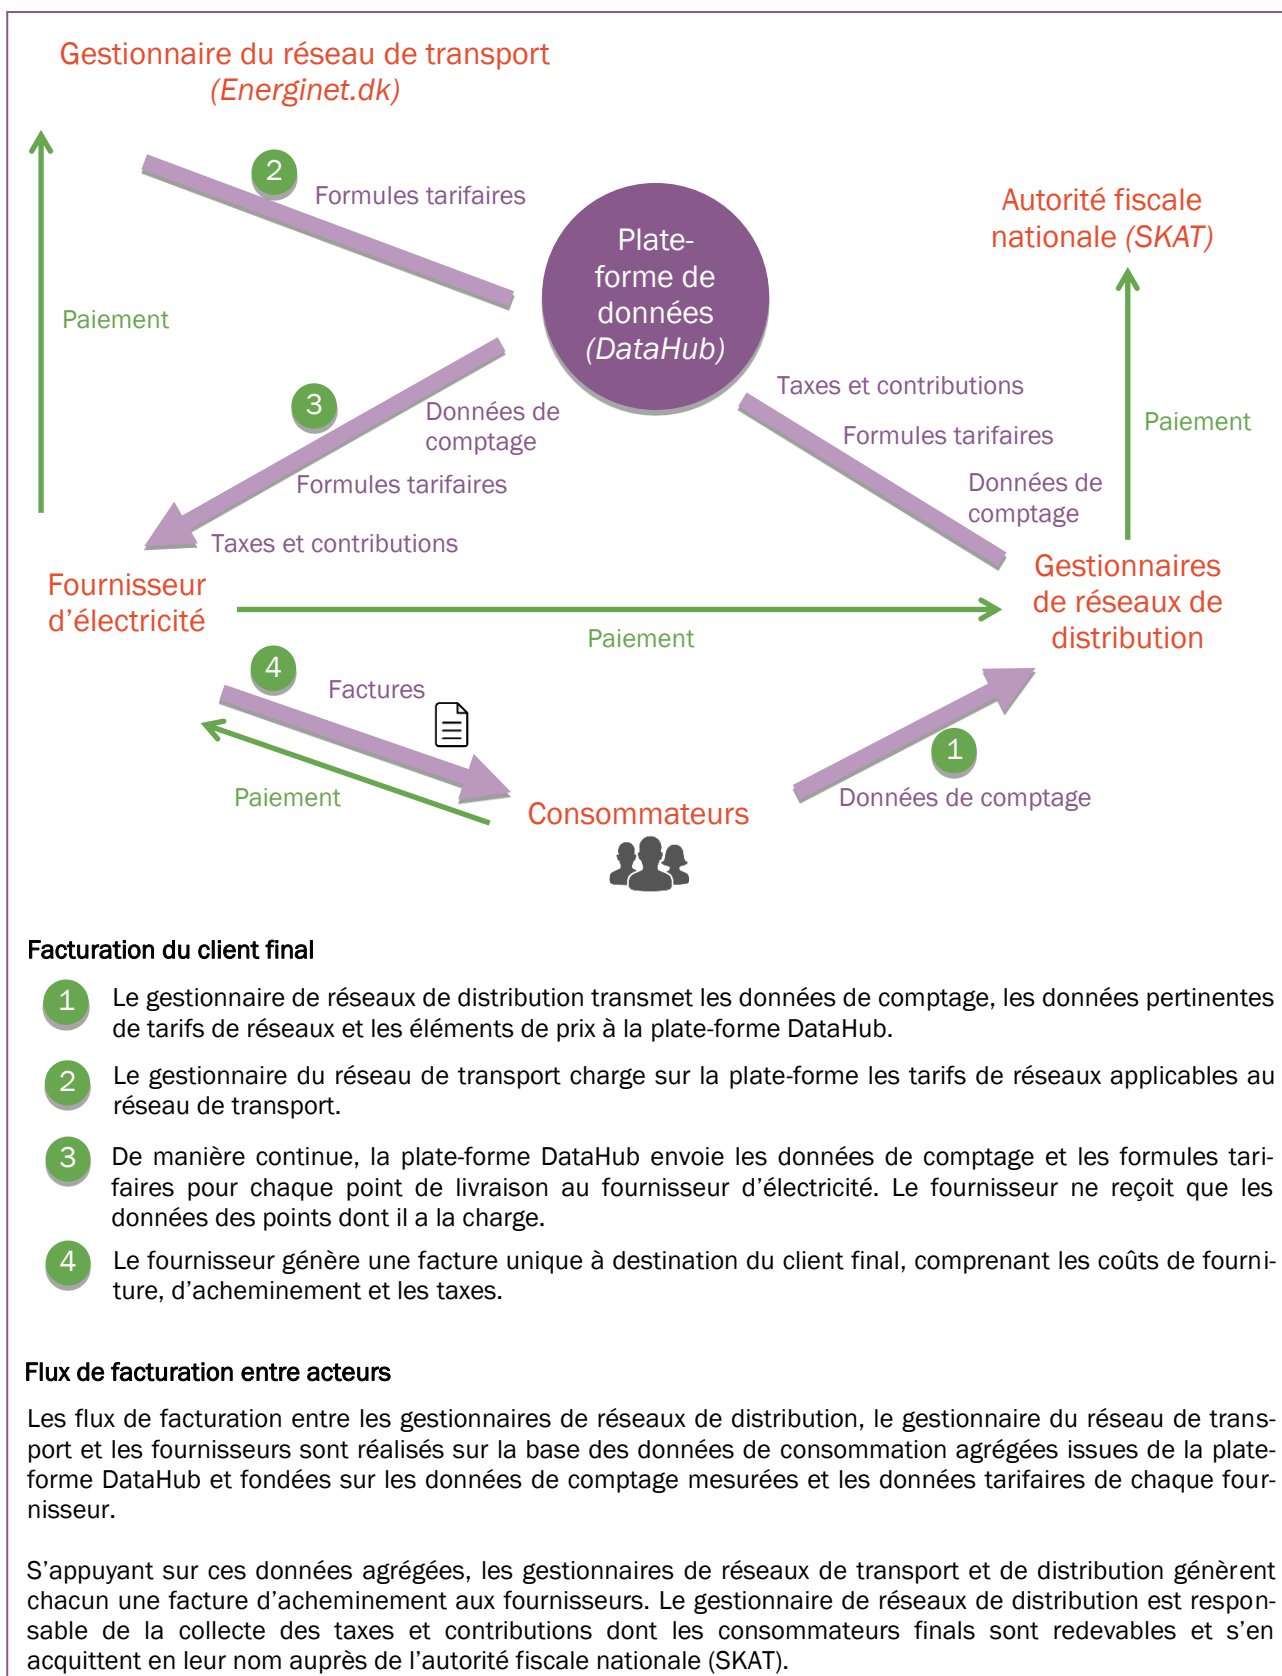 Gestionnaire du réseau de transport
(Energinet.dk)
2
Formules tarifaires
Plate-
forme de
données
(DataHub)
Autorité fiscale
nationale (SKAT)
Paiement
3
Données de
comptage
Formules tarifaires
Taxes et contributions
Taxes et contributions
Formules tarifaires
Données de
comptage
Paiement
Fournisseur
d’électricité
Gestionnaires
de réseaux de
distribution
Paiement
4
Factures
Paiement
Consommateurs
1
Données de comptage
Facturation du client final
1 Le gestionnaire de réseaux de distribution transmet les données de comptage, les données pertinentes
de tarifs de réseaux et les éléments de prix à la plate-forme DataHub.
2 Le gestionnaire du réseau de transport charge sur la plate-forme les tarifs de réseaux applicables au
réseau de transport.
3 De manière continue, la plate-forme DataHub envoie les données de comptage et les formules tari-
faires pour chaque point de livraison au fournisseur d’électricité. Le fournisseur ne reçoit que les
données des points dont il a la charge.
4 Le fournisseur génère une facture unique à destination du client final, comprenant les coûts de fourni-
ture, d’acheminement et les taxes.
Flux de facturation entre acteurs
Les flux de facturation entre les gestionnaires de réseaux de distribution, le gestionnaire du réseau de trans-
port et les fournisseurs sont réalisés sur la base des données de consommation agrégées issues de la plate-
forme DataHub et fondées sur les données de comptage mesurées et les données tarifaires de chaque four-
nisseur.
S’appuyant sur ces données agrégées, les gestionnaires de réseaux de transport et de distribution génèrent
chacun une facture d’acheminement aux fournisseurs. Le gestionnaire de réseaux de distribution est respon-
sable de la collecte des taxes et contributions dont les consommateurs finals sont redevables et s’en
acquittent en leur nom auprès de l’autorité fiscale nationale (SKAT).